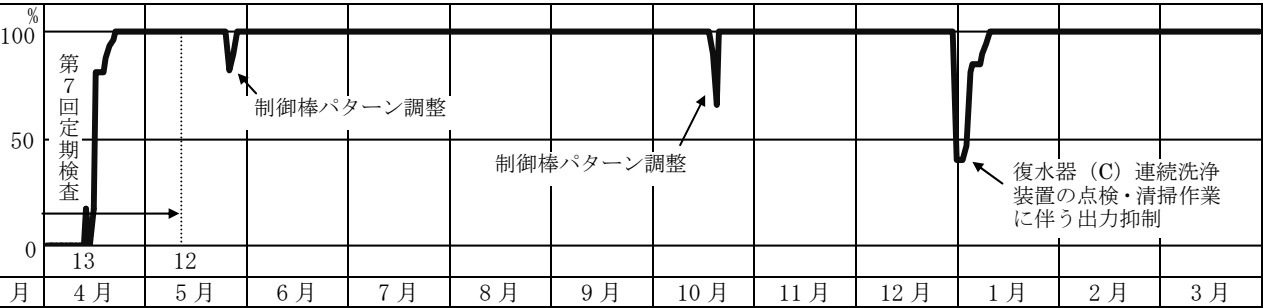 %
100
50
0
第7回定期検査
制御棒パターン調整
制御棒パターン調整
復水器（C）連続洗浄
装置の点検・清掃作業
に伴う出力抑制
13
12
月 4月 5月 6月 7月 8月 9月 10月 11月 12月 1月 2月 3月